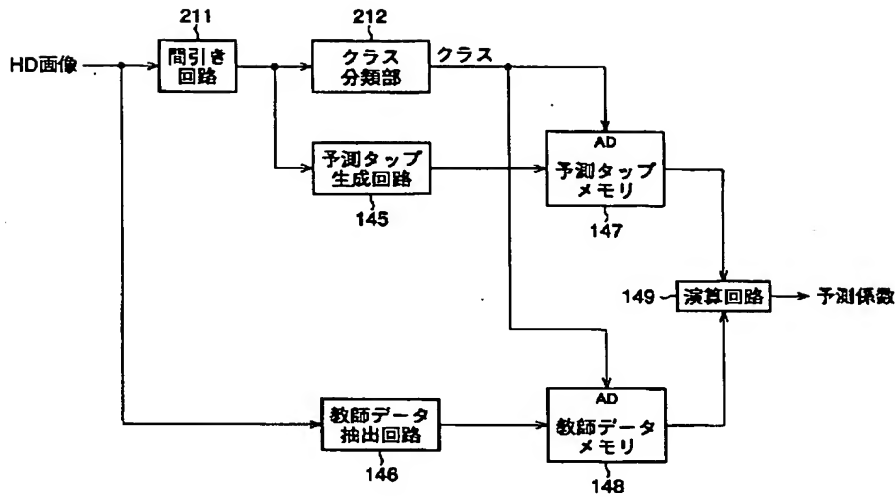 211
212
HD画像
間引き
回路
クラス
分類部
クラス
予測タップ
生成回路
145
AD
予測タップ
メモリ
147
149
演算回路
予測係数
教師データ
抽出回路
146
AD
教師データ
メモリ
148